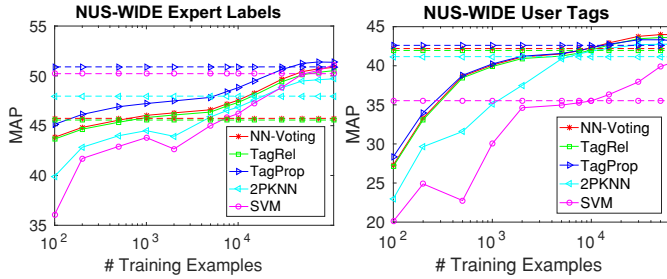 NUS-WIDE Expert Labels
55
50
45
40
35
MAP
NN-Voting
TagRel
TagProp
2PKNN
SVM
10^2
10^3
10^4
# Training Examples
NUS-WIDE User Tags
45
40
35
30
25
20
MAP
NN-Voting
TagRel
TagProp
2PKNN
SVM
10^2
10^3
10^4
# Training Examples